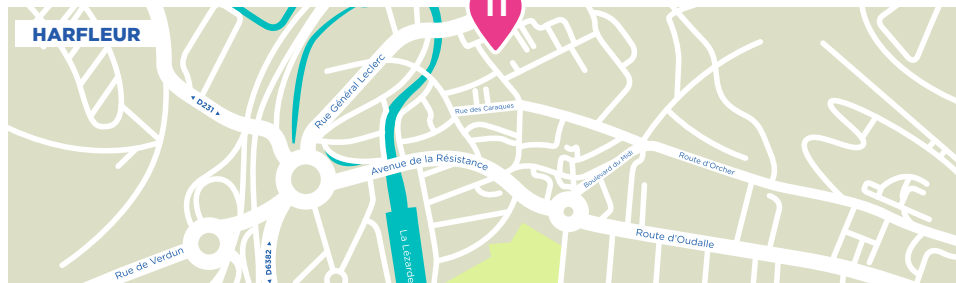 11
HARFLEUR
◄ D231 ►
Rue Général Leclerc
Rue des Caraques
Avenue de la Résistance
Boulevard du Midi
Route d'Orcher
Route d'Oudalle
La Lézarde
Rue de Verdun
◄ D6382 ►